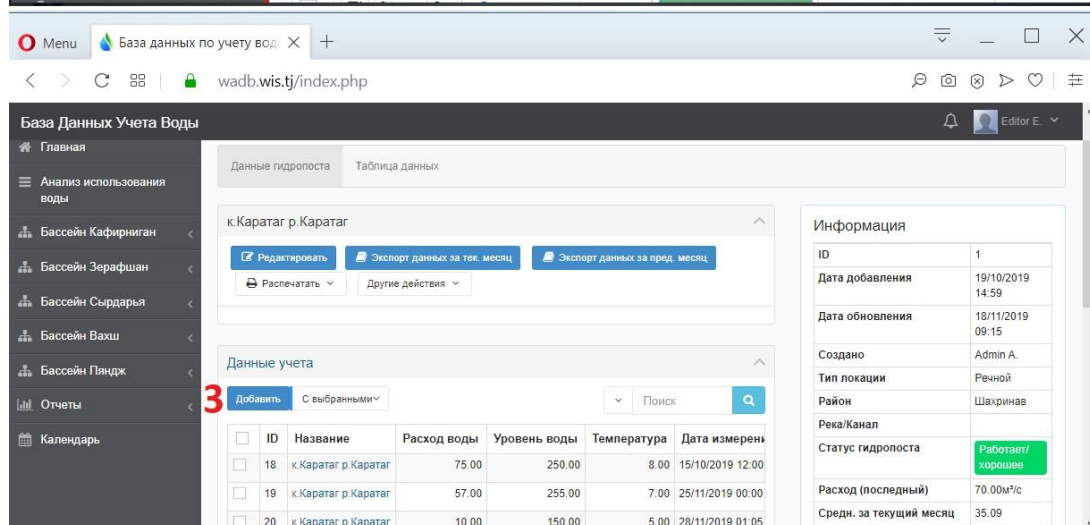 Menu
База данных по учету вод
wadb.wis.tj/index.php
База Данных Учета Воды
Editor E.
Главная
Анализ использования
воды
Бассейн Кафирниган
Бассейн Зерафшан
Бассейн Сырдарья
Бассейн Вахш
Бассейн Пяндж
Отчеты
Календарь
Данные гидропоста Таблица данных
к.Каратаг р.Каратаг
Редактировать Экспорт данных за тек. месяц Экспорт данных за пред. месяц
Распечатать Другие действия
Данные учета
3 Добавить С выбранными Поиск
ID Название Расход воды Уровень воды Температура Дата измерени
18 к.Каратаг р.Каратаг 75.00 250.00 8.00 15/10/2019 12:00
19 к.Каратаг р.Каратаг 57.00 255.00 7.00 25/11/2019 00:00
20 к.Каратаг р.Каратаг 10.00 150.00 5.00 28/11/2019 01:05
Информация
ID 1
Дата добавления 19/10/2019
14:59
Дата обновления 18/11/2019
09:15
Создано Admin A.
Тип локации Речной
Район Шахринав
Река/Канал
Статус гидропоста Работает/
хорошее
Расход (последный) 70.00м³/с
Средн. за текущий месяц 35.09